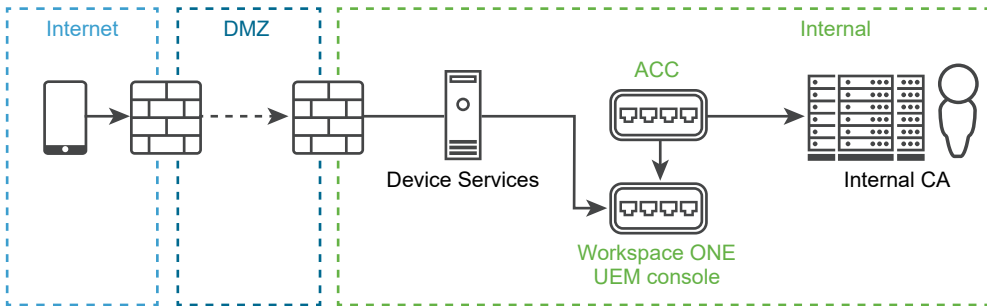 Internet
DMZ
Internal
ACC
Device Services
Internal CA
Workspace ONE
UEM console